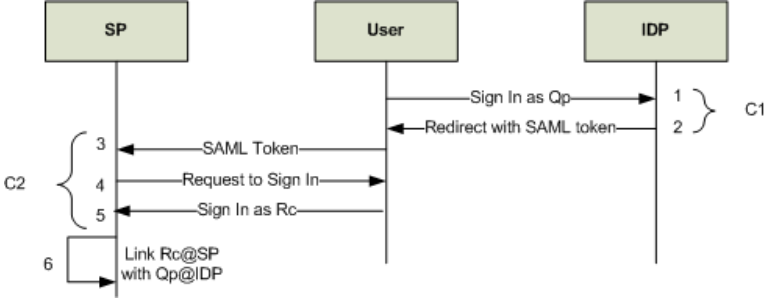 SP
User
IDP
Sign In as Qp
1
Redirect with SAML token
2
C1
3
SAML Token
C2
4
Request to Sign In
5
Sign In as Rc
6
Link Rc@SP
with Qp@IDP